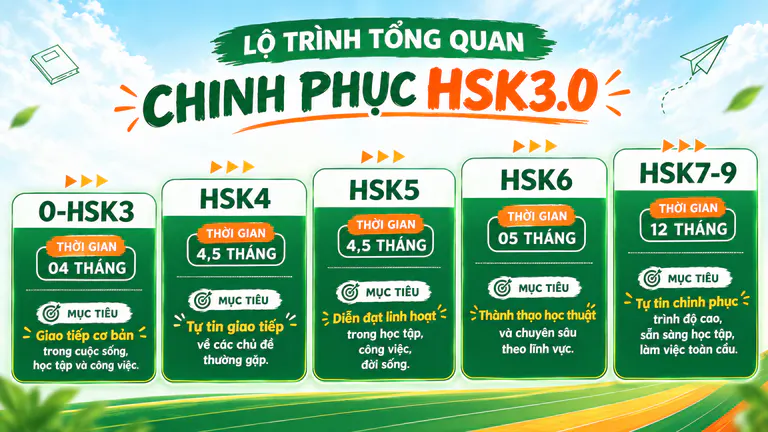 LỘ TRÌNH TỔNG QUAN
CHINH PHỤC HSK3.0
0-HSK3
THỜI GIAN
04 THÁNG
MỤC TIÊU
Giao tiếp cơ bản
trong cuộc sống,
học tập và công việc.
HSK4
THỜI GIAN
4,5 THÁNG
MỤC TIÊU
Tự tin giao tiếp
về các chủ đề
thường gặp.
HSK5
THỜI GIAN
4,5 THÁNG
MỤC TIÊU
Diễn đạt linh hoạt
trong học tập,
công việc,
đời sống.
HSK6
THỜI GIAN
05 THÁNG
MỤC TIÊU
Thành thạo học thuật
và chuyên sâu
theo lĩnh vực.
HSK7-9
THỜI GIAN
12 THÁNG
MỤC TIÊU
Tự tin chinh phục
trình độ cao,
sẵn sàng học tập,
làm việc toàn cầu.